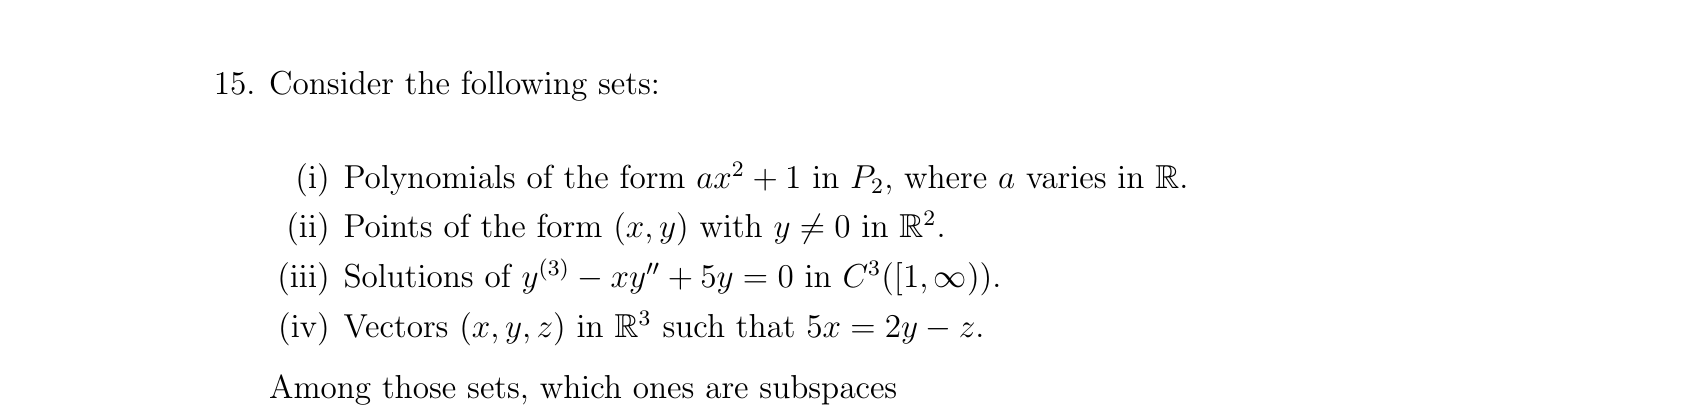 15. Consider the following sets:
(i) Polynomials of the form $ax^2 + 1$ in $P_2$, where $a$ varies in $\mathbb{R}$.
(ii) Points of the form $(x, y)$ with $y \neq 0$ in $\mathbb{R}^2$.
(iii) Solutions of $y^{(3)} - xy'' + 5y = 0$ in $C^3([1, \infty))$.
(iv) Vectors $(x, y, z)$ in $\mathbb{R}^3$ such that $5x = 2y - z$.
Among those sets, which ones are subspaces